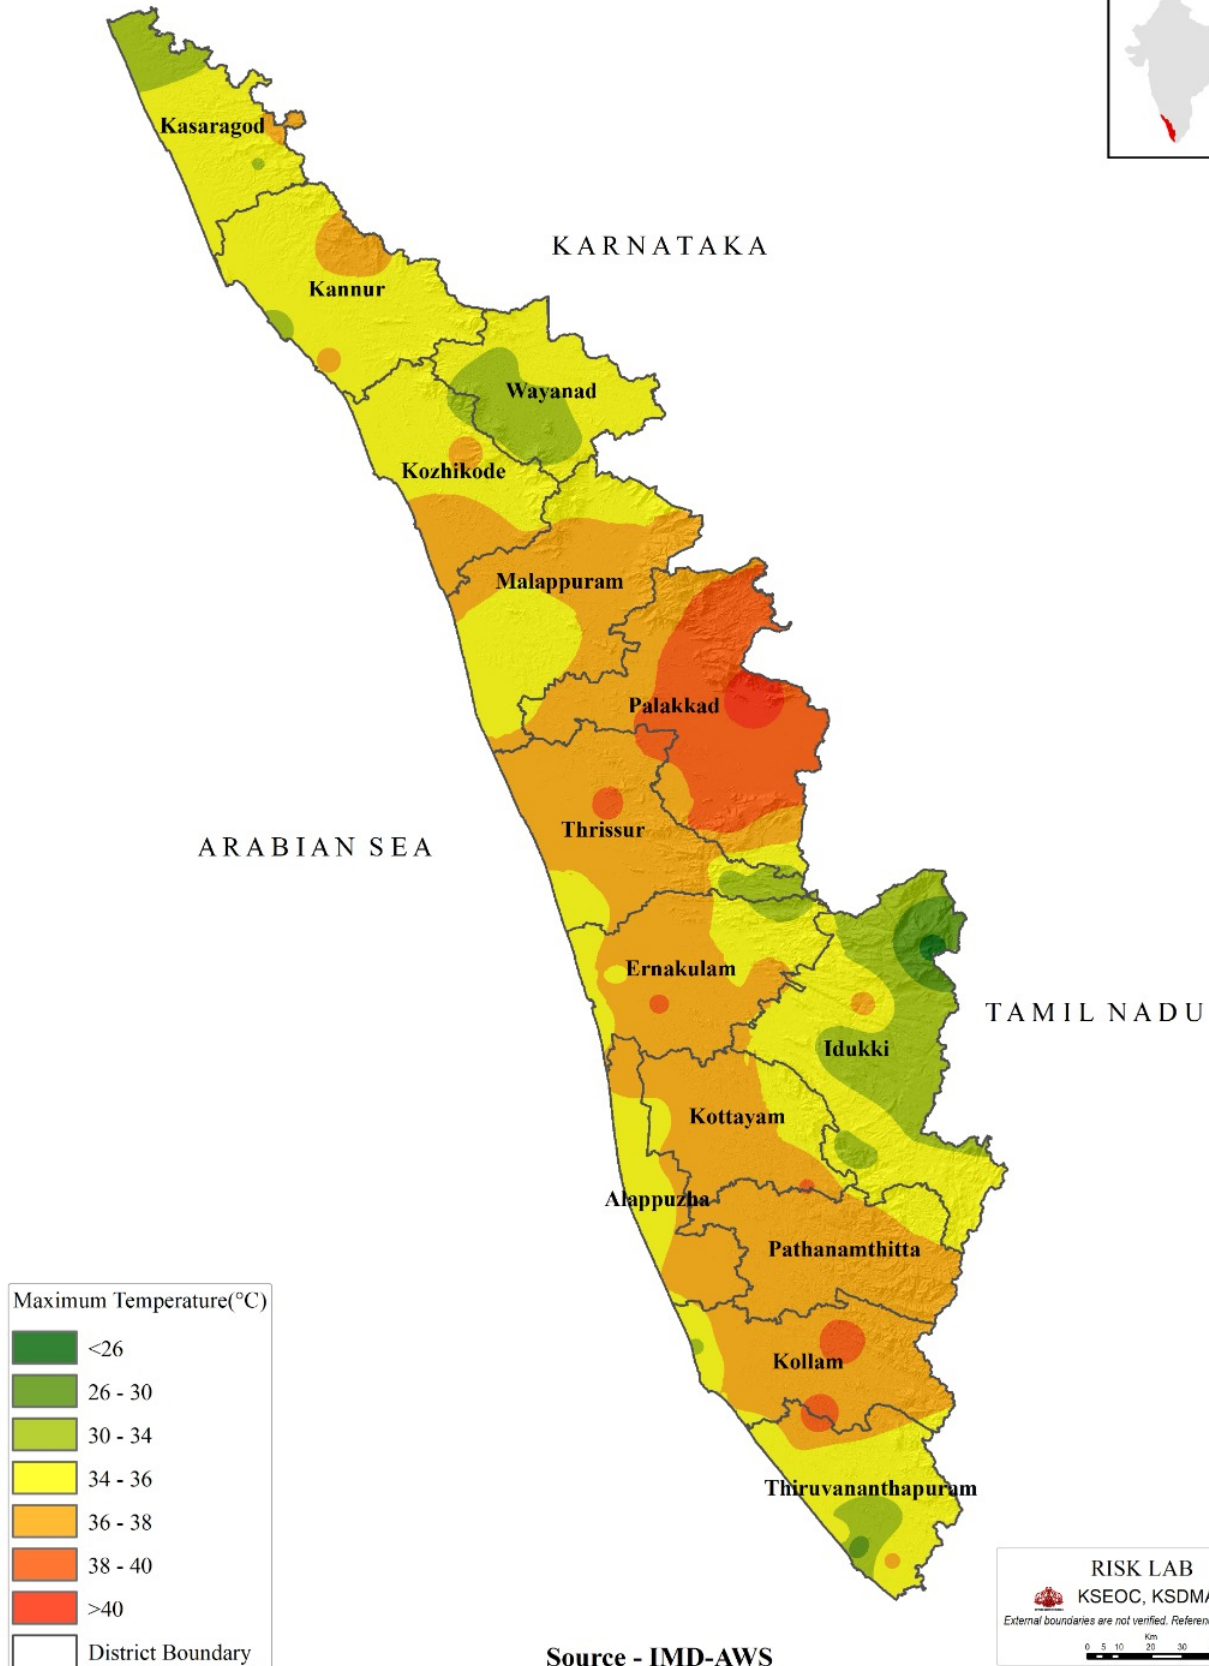 Kasaragod
KARNATAKA
Kannur
Wayanad
Kozhikode
Malappuram
Palakkad
ARABIAN SEA
Thrissur
Ernakulam
TAMIL NADU
Idukki
Kottayam
Alappuzha
Pathanamthitta
Kollam
Thiruvananthapuram
Maximum Temperature(°C)
<26
26 - 30
30 - 34
34 - 36
36 - 38
38 - 40
>40
District Boundary
Source - IMD-AWS
RISK LAB
KSEOC, KSDMA
External boundaries are not verified.
Km
0 5 10 20 30